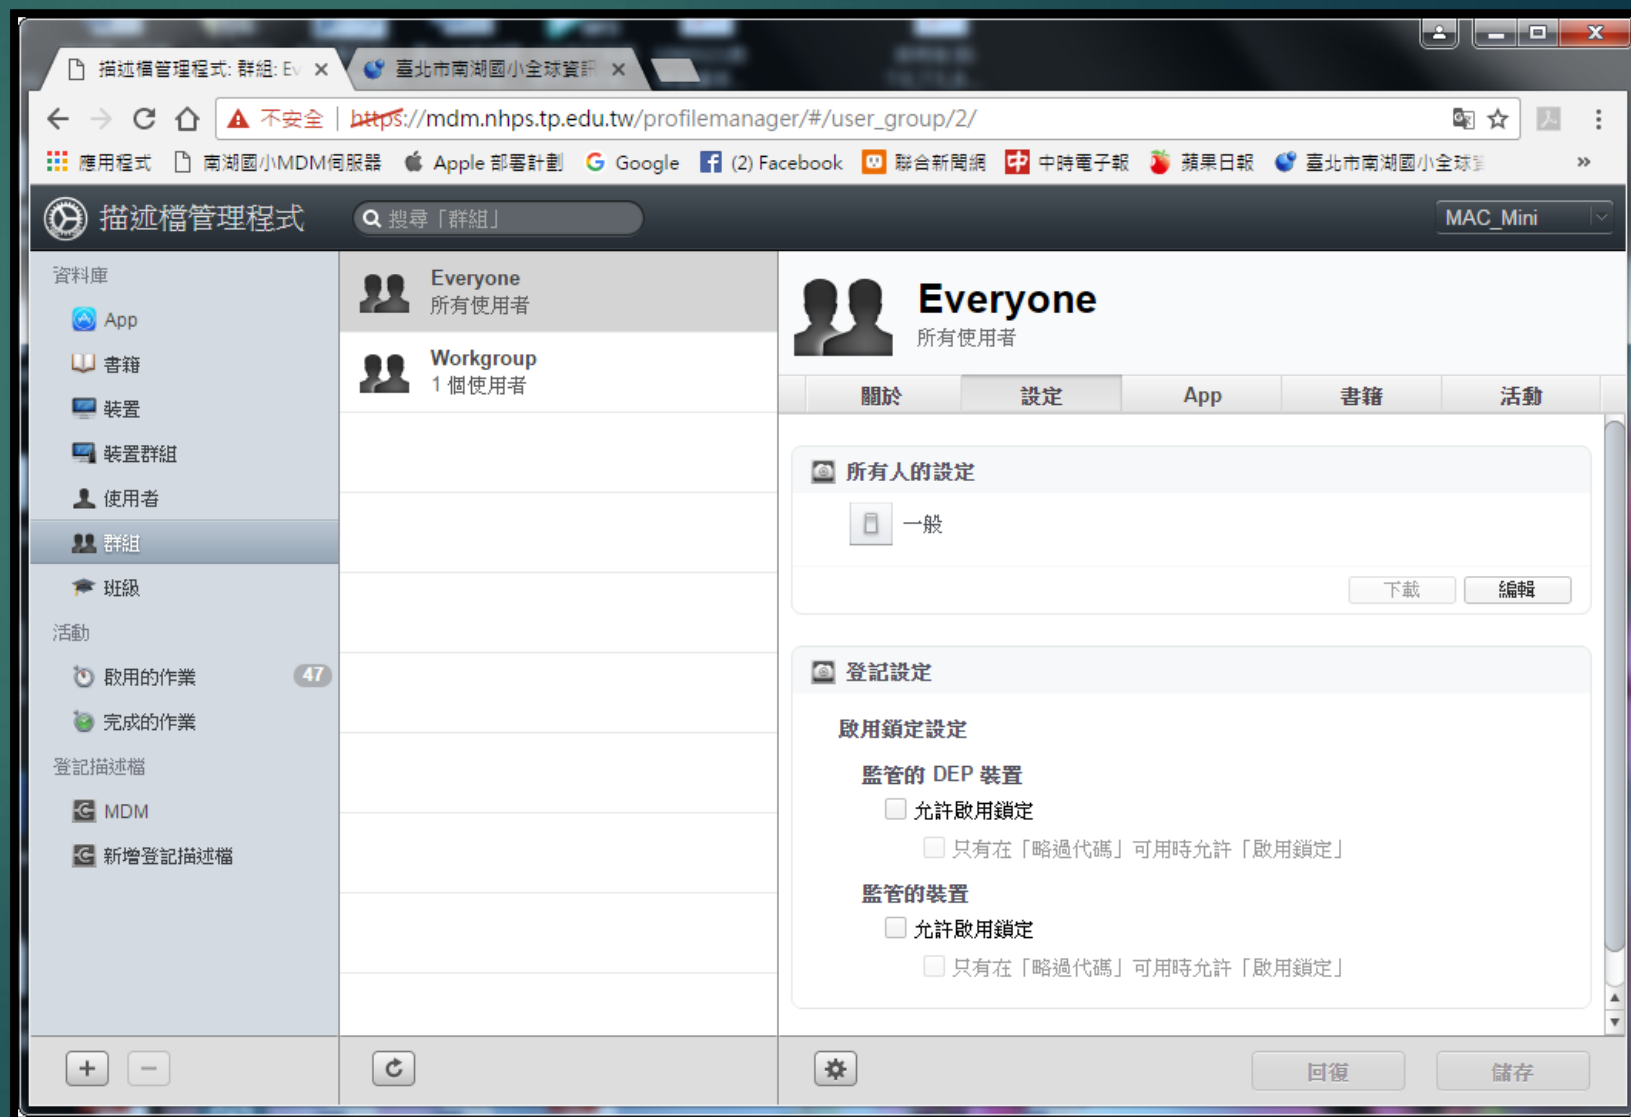 描述檔管理程式: 群組: Ev
臺北市南湖國小全球資訊
不安全 | https://mdm.nhps.tp.edu.tw/profilemanager/#/user_group/2/
應用程式 南湖國小MDM伺服器 Apple 部署計劃 Google (2) Facebook 聯合新聞網 中時電子報 蘋果日報 臺北市南湖國小全球資 »
描述檔管理程式
搜尋「群組」
MAC_Mini
資料庫
App
書籍
裝置
裝置群組
使用者
群組
班級
活動
啟用的作業 47
完成的作業
登記描述檔
MDM
新增登記描述檔
Everyone
所有使用者
Workgroup
1 個使用者
Everyone
所有使用者
關於 設定 App 書籍 活動
所有人的設定
一般
下載 編輯
登記設定
啟用鎖定設定
監管的 DEP 裝置
允許啟用鎖定
只有在「略過代碼」可用時允許「啟用鎖定」
監管的裝置
允許啟用鎖定
只有在「略過代碼」可用時允許「啟用鎖定」
回復 儲存